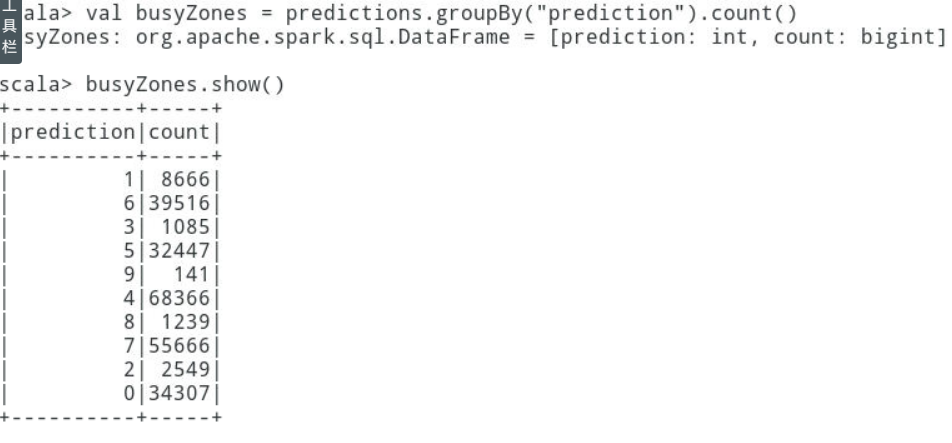 工具栏
ala> val busyZones = predictions.groupBy("prediction").count()
syZones: org.apache.spark.sql.DataFrame = [prediction: int, count: bigint]
scala> busyZones.show()
+----------+-----+
|prediction|count|
+----------+-----+
|         1| 8666|
|         6|39516|
|         3| 1085|
|         5|32447|
|         9|  141|
|         4|68366|
|         8| 1239|
|         7|55666|
|         2| 2549|
|         0|34307|
+----------+-----+